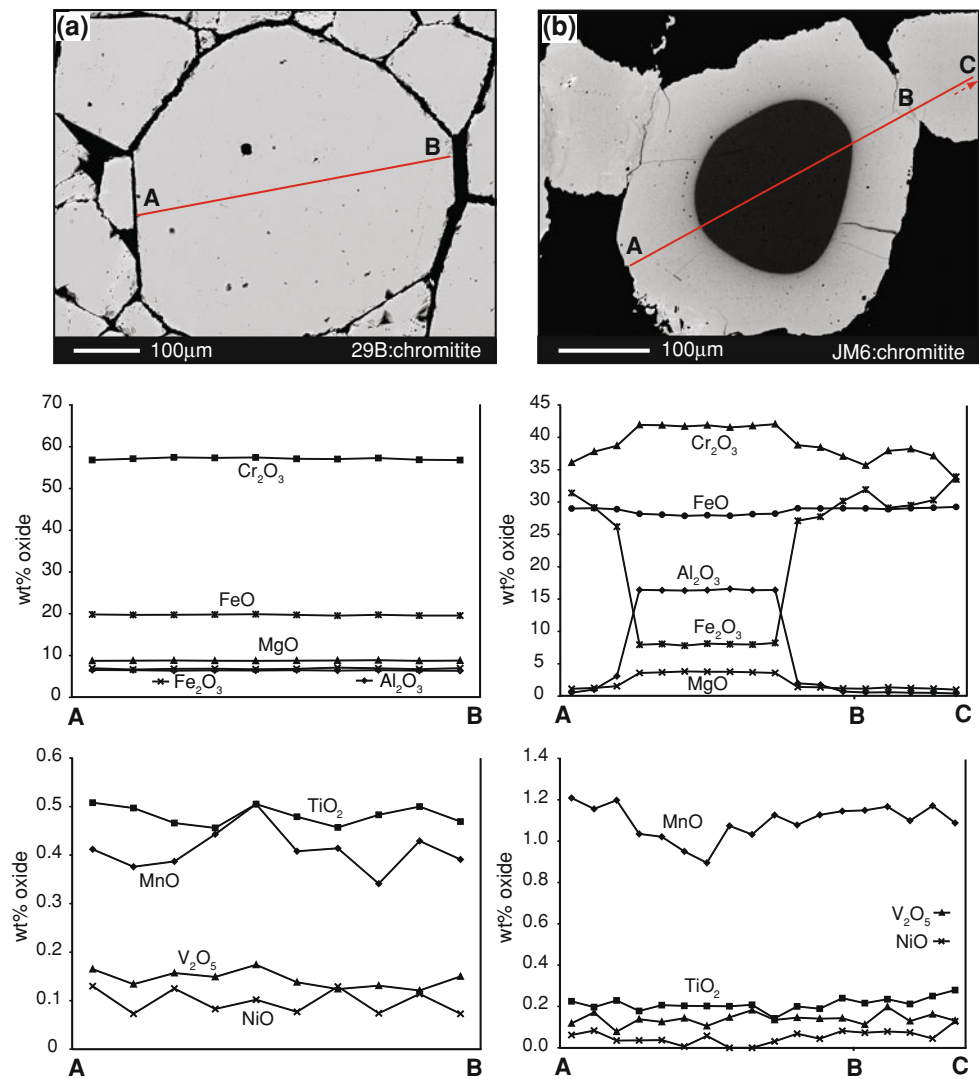 (a)
A
B
100μm
29B:chromitite
(b)
A
B
C
100μm
JM6:chromitite
70
60
50
40
30
20
10
0
wt% oxide
Cr2O3
FeO
MgO
Fe2O3
Al2O3
A
B
45
40
35
30
25
20
15
10
5
0
wt% oxide
Cr2O3
FeO
Al2O3
Fe2O3
MgO
A
B
C
0.6
0.5
0.4
0.3
0.2
0.1
0
wt% oxide
TiO2
MnO
V2O5
NiO
A
B
1.4
1.2
1.0
0.8
0.6
0.4
0.2
0.0
wt% oxide
MnO
V2O5
NiO
TiO2
A
B
C